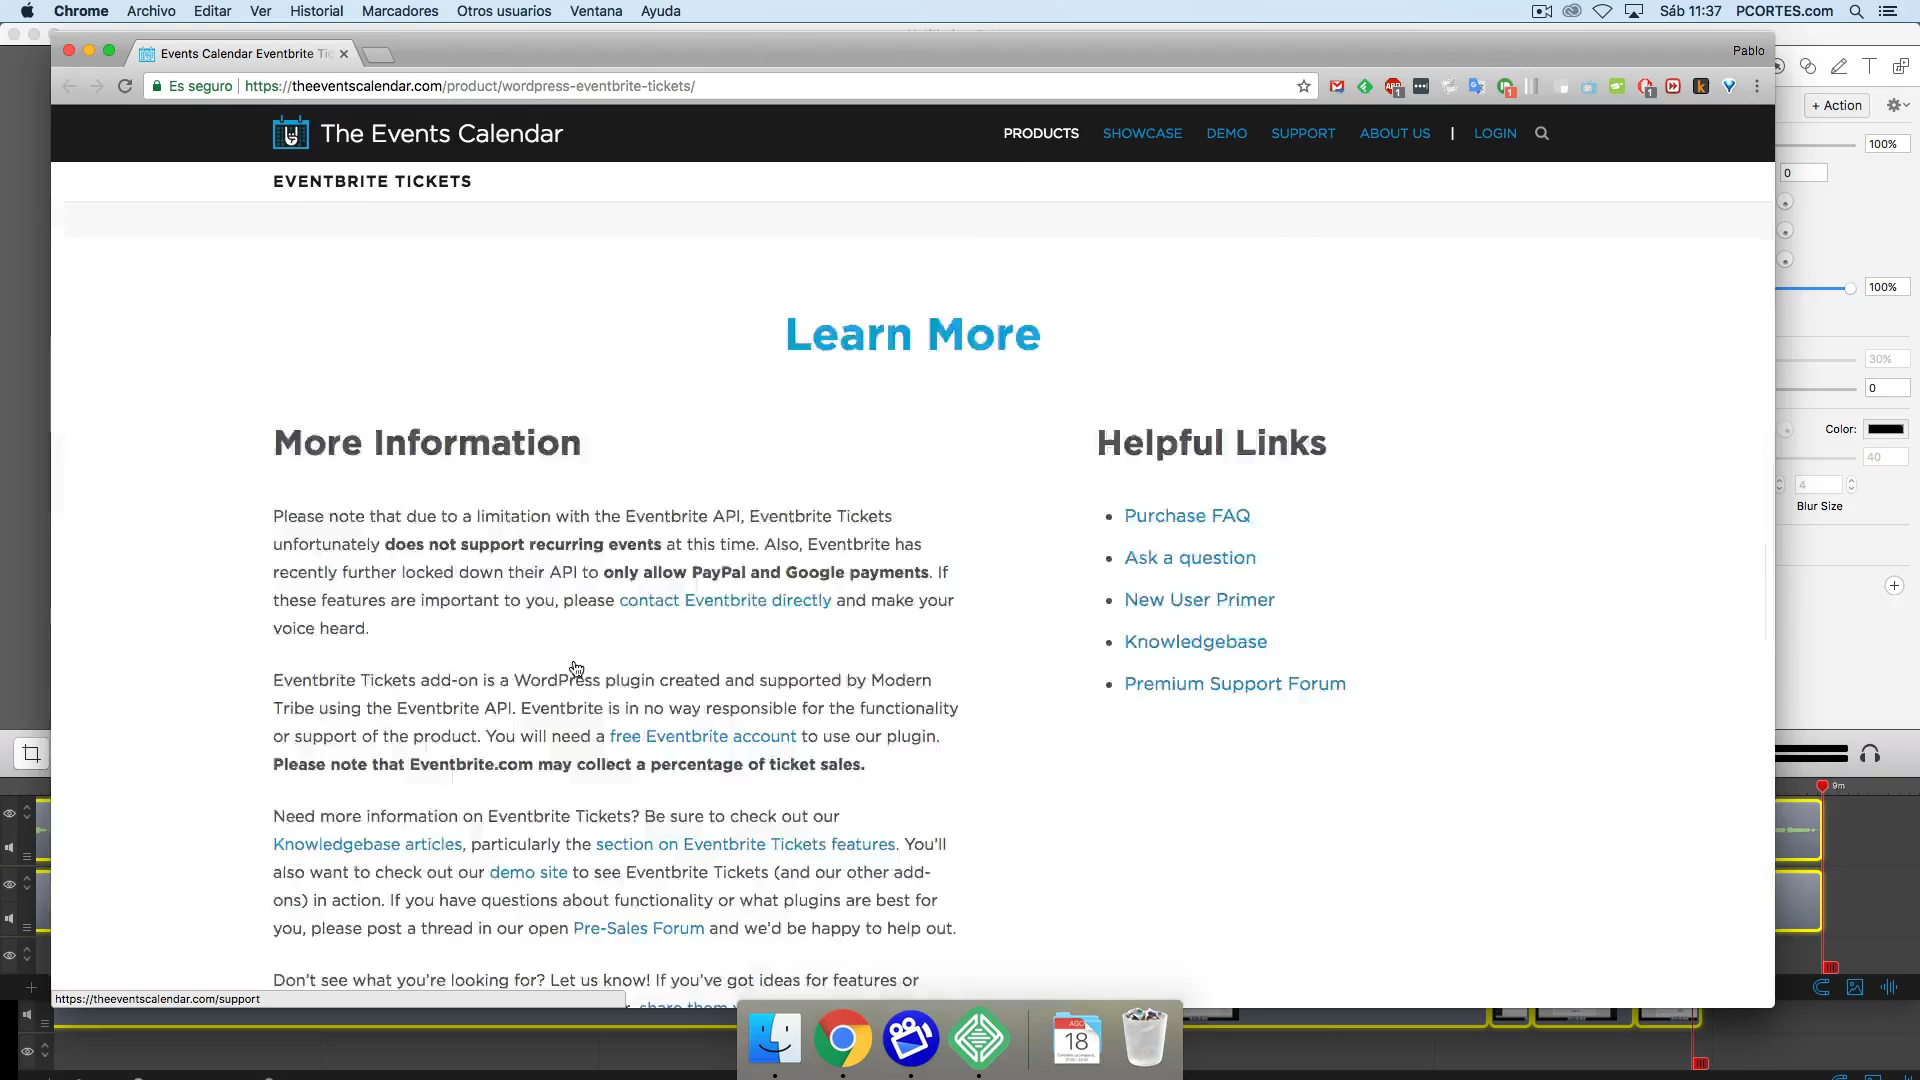 Chrome Archivo Editar Ver Historial Marcadores Otros usuarios Ventana Ayuda Sáb 11:37 PCORTES.com
Events Calendar Eventbrite Tic
Pablo
Es seguro https://theeventscalendar.com/product/wordpress-eventbrite-tickets/
+ Action
The Events Calendar PRODUCTS SHOWCASE DEMO SUPPORT ABOUT US | LOGIN
100%
0
EVENTBRITE TICKETS
100%
Learn More
30%
0
More Information
Helpful Links
Color:
40
4
Blur Size
Please note that due to a limitation with the Eventbrite API, Eventbrite Tickets
unfortunately does not support recurring events at this time. Also, Eventbrite has
recently further locked down their API to only allow PayPal and Google payments. If
these features are important to you, please contact Eventbrite directly and make your
voice heard.
Purchase FAQ
Ask a question
New User Primer
Knowledgebase
Premium Support Forum
Eventbrite Tickets add-on is a WordPress plugin created and supported by Modern
Tribe using the Eventbrite API. Eventbrite is in no way responsible for the functionality
or support of the product. You will need a free Eventbrite account to use our plugin.
Please note that Eventbrite.com may collect a percentage of ticket sales.
9m
Need more information on Eventbrite Tickets? Be sure to check out our
Knowledgebase articles, particularly the section on Eventbrite Tickets features. You'll
also want to check out our demo site to see Eventbrite Tickets (and our other add-
ons) in action. If you have questions about functionality or what plugins are best for
you, please post a thread in our open Pre-Sales Forum and we'd be happy to help out.
Don't see what you're looking for? Let us know! If you've got ideas for features or
share them
https://theeventscalendar.com/support
AGO
18